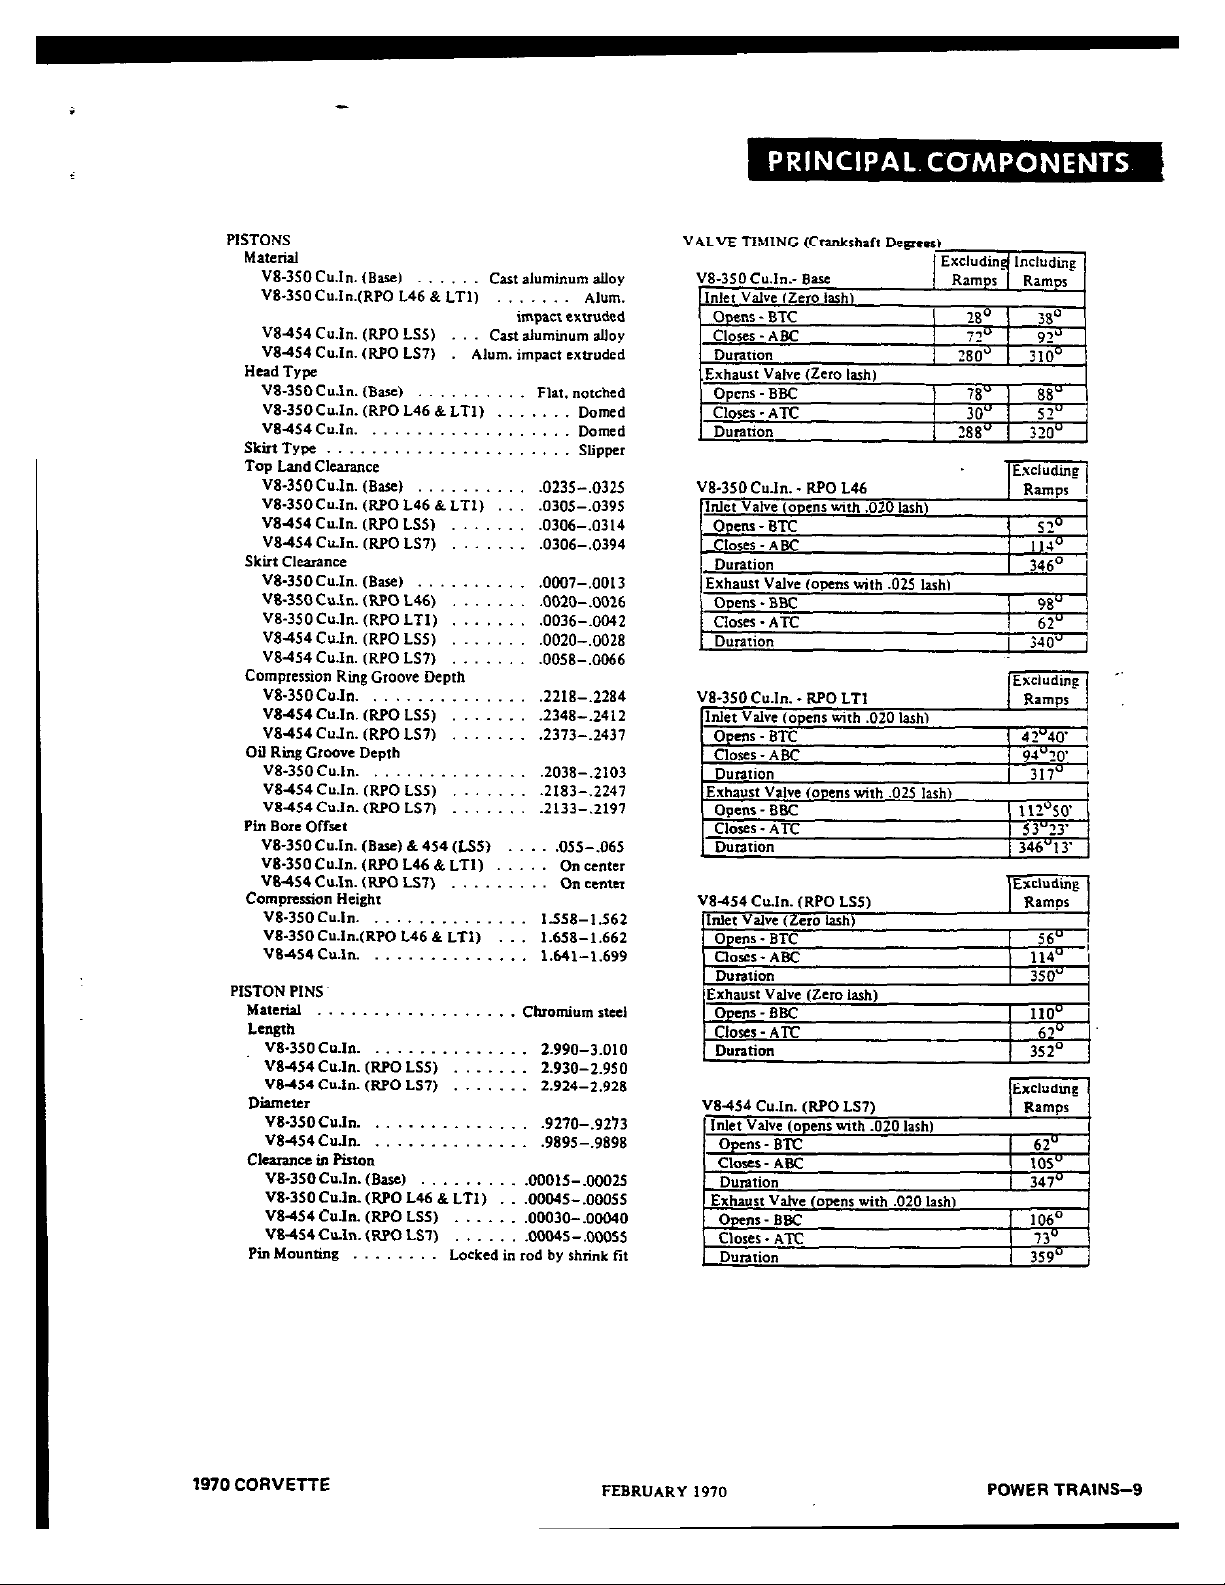 PRINCIPAL COMPONENTS
PISTONS
Material
V8-350 Cu.In. (Base) . . . . . . Cast aluminum alloy
V8-350 Cu.In.(RPO L46 & LT1) . . . . . . . Alum.
impact extruded
V8-454 Cu.In. (RPO LS5) . . . Cast aluminum alloy
V8-454 Cu.In. (RPO LS7) . Alum. impact extruded
Head Type
V8-350 Cu.In. (Base) . . . . . . . . . . Flat, notched
V8-350 Cu.In. (RPO L46 & LT1) . . . . . . . Domed
V8-454 Cu.In. . . . . . . . . . . . . . . . . . . Domed
Skirt Type . . . . . . . . . . . . . . . . . . . . . . Slipper
Top Land Clearance
V8-350 Cu.In. (Base) . . . . . . . . . . .0235-.0325
V8-350 Cu.In. (RPO L46 & LT1) . . . .0305-.0395
V8-454 Cu.In. (RPO LS5) . . . . . . . .0306-.0314
V8-454 Cu.In. (RPO LS7) . . . . . . . .0306-.0394
Skirt Clearance
V8-350 Cu.In. (Base) . . . . . . . . . . .0007-.0013
V8-350 Cu.In. (RPO L46) . . . . . . . .0020-.0026
V8-350 Cu.In. (RPO LT1) . . . . . . . .0036-.0042
V8-454 Cu.In. (RPO LS5) . . . . . . . .0020-.0028
V8-454 Cu.In. (RPO LS7) . . . . . . . .0058-.0066
Compression Ring Groove Depth
V8-350 Cu.In. . . . . . . . . . . . . . . .2218-.2284
V8-454 Cu.In. (RPO LS5) . . . . . . . .2348-.2412
V8-454 Cu.In. (RPO LS7) . . . . . . . .2373-.2437
Oil Ring Groove Depth
V8-350 Cu.In. . . . . . . . . . . . . . . .2038-.2103
V8-454 Cu.In. (RPO LS5) . . . . . . . .2183-.2247
V8-454 Cu.In. (RPO LS7) . . . . . . . .2133-.2197
Pin Bore Offset
V8-350 Cu.In. (Base) & 454 (LS5) . . . . .055-.065
V8-350 Cu.In. (RPO L46 & LT1) . . . . . On center
V8-454 Cu.In. (RPO LS7) . . . . . . . . . On center
Compression Height
V8-350 Cu.In. . . . . . . . . . . . . . . 1.558-1.562
V8-350 Cu.In.(RPO L46 & LT1) . . . 1.658-1.662
V8-454 Cu.In. . . . . . . . . . . . . . . 1.641-1.699
PISTON PINS
Material . . . . . . . . . . . . . . . . . . Chromium steel
Length
V8-350 Cu.In. . . . . . . . . . . . . . . 2.990-3.010
V8-454 Cu.In. (RPO LS5) . . . . . . . 2.930-2.950
V8-454 Cu.In. (RPO LS7) . . . . . . . 2.924-2.928
Diameter
V8-350 Cu.In. . . . . . . . . . . . . . . .9270-.9273
V8-454 Cu.In. . . . . . . . . . . . . . . .9895-.9898
Clearance in Piston
V8-350 Cu.In. (Base) . . . . . . . . . .00015-.00025
V8-350 Cu.In. (RPO L46 & LT1) . . .00045-.00055
V8-454 Cu.In. (RPO LS5) . . . . . . .00030-.00040
V8-454 Cu.In. (RPO LS7) . . . . . . .00045-.00055
Pin Mounting . . . . . . . . Locked in rod by shrink fit
VALVE TIMING (Crankshaft Degrees)
Excluding Including
V8-350 Cu.In.- Base Ramps Ramps
Inlet Valve (Zero lash)
Opens - BTC 28° 38°
Closes - ABC 72° 92°
Duration 280° 310°
Exhaust Valve (Zero lash)
Opens - BBC 78° 88°
Closes - ATC 30° 52°
Duration 288° 320°
Excluding
V8-350 Cu.In. - RPO L46 Ramps
Inlet Valve (opens with .020 lash)
Opens - BTC 52°
Closes - ABC 114°
Duration 346°
Exhaust Valve (opens with .025 lash)
Opens - BBC 98°
Closes - ATC 62°
Duration 340°
Excluding
V8-350 Cu.In. - RPO LT1 Ramps
Inlet Valve (opens with .020 lash)
Opens - BTC 42°40'
Closes - ABC 94°20'
Duration 317°
Exhaust Valve (opens with .025 lash)
Opens - BBC 112°50'
Closes - ATC 53°23'
Duration 346°13'
Excluding
V8-454 Cu.In. (RPO LS5) Ramps
Inlet Valve (Zero lash)
Opens - BTC 56°
Closes - ABC 114°
Duration 350°
Exhaust Valve (Zero lash)
Opens - BBC 110°
Closes - ATC 62°
Duration 352°
Excluding
V8-454 Cu.In. (RPO LS7) Ramps
Inlet Valve (opens with .020 lash)
Opens - BTC 62°
Closes - ABC 105°
Duration 347°
Exhaust Valve (opens with .020 lash)
Opens - BBC 106°
Closes - ATC 73°
Duration 359°
1970 CORVETTE FEBRUARY 1970 POWER TRAINS-9